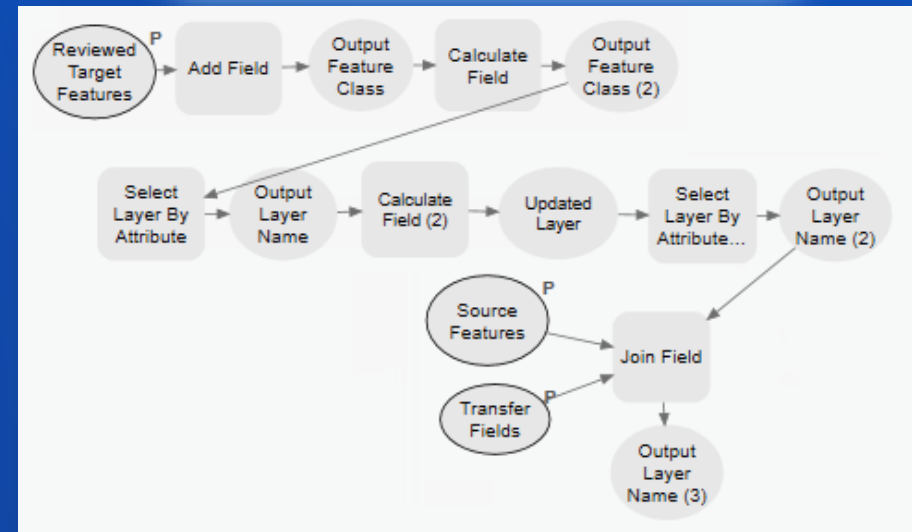 Reviewed
Target
Features
P
Add Field
Output
Feature
Class
Calculate
Field
Output
Feature
Class (2)
Select
Layer By
Attribute
Output
Layer
Name
Calculate
Field (2)
Updated
Layer
Select
Layer By
Attribute...
Output
Layer
Name (2)
Source
Features
P
Join Field
Transfer
Fields
P
Output
Layer
Name (3)